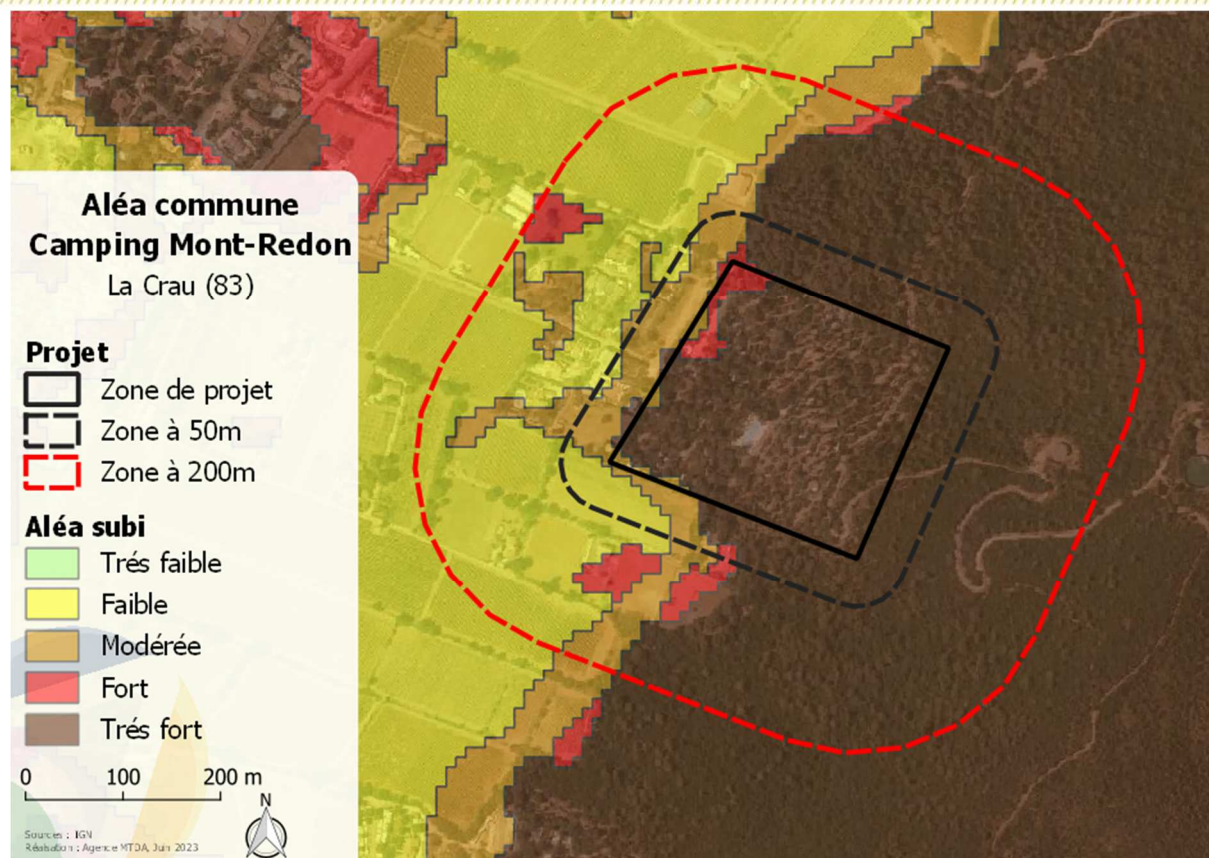 Aléa commune
Camping Mont-Redon
La Crau (83)
Projet
Zone de projet
Zone à 50m
Zone à 200m
Aléa subi
Trés faible
Faible
Modérée
Fort
Trés fort
0 100 200 m
N
Sources : IGN
Réalisation : Agence MTDA, Juin 2023